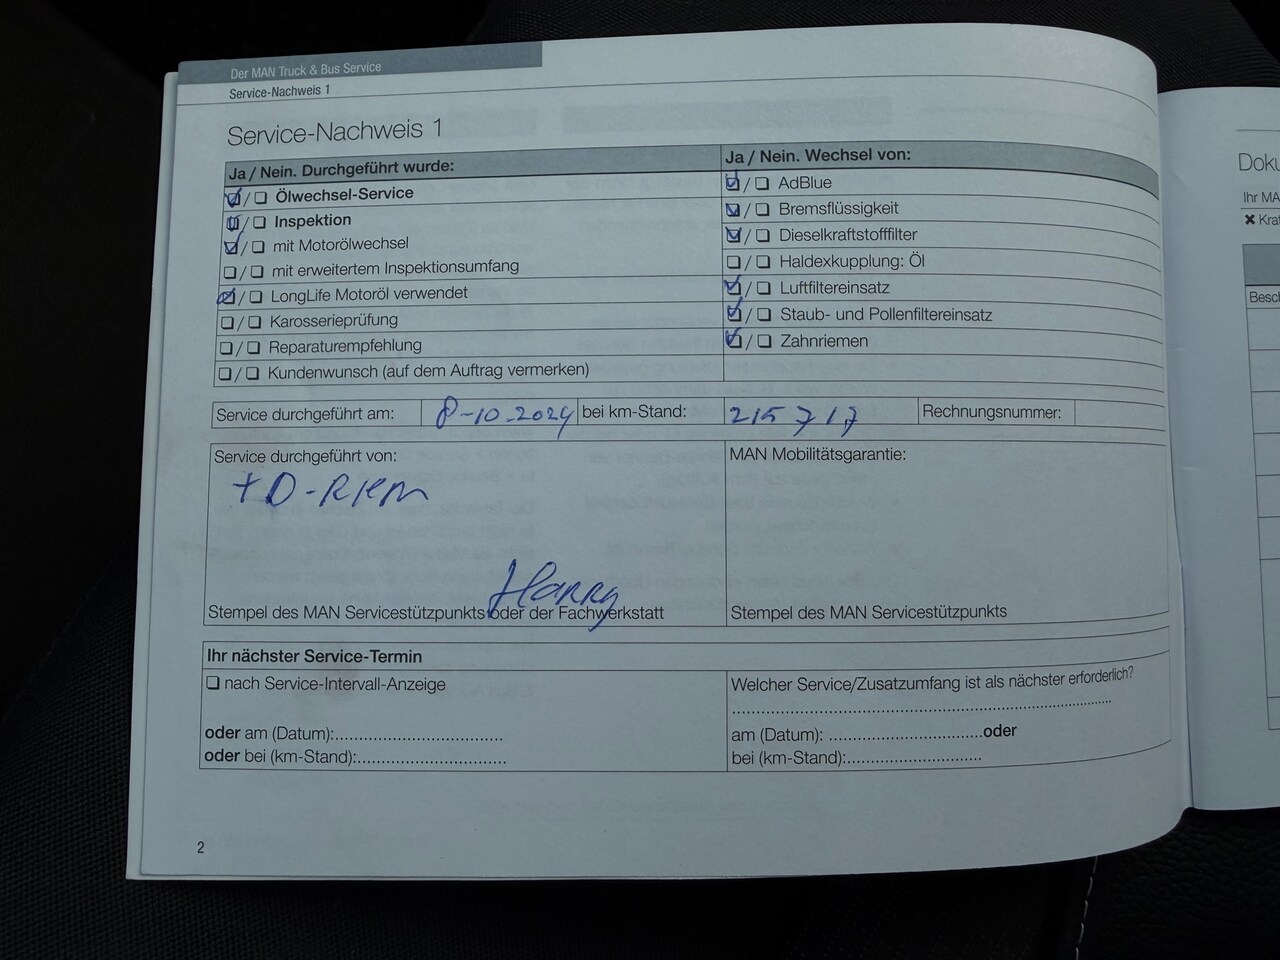 Der MAN Truck & Bus Service
Service-Nachweis 1
Service-Nachweis 1
Ja / Nein. Durchgeführt wurde:
☑ / ❏ Ölwechsel-Service
☑ / ❏ Inspektion
☑ / ❏ mit Motorölwechsel
❏ / ❏ mit erweitertem Inspektionsumfang
☑ / ❏ LongLife Motoröl verwendet
❏ / ❏ Karosserieprüfung
❏ / ❏ Reparaturempfehlung
❏ / ❏ Kundenwunsch (auf dem Auftrag vermerken)
Ja / Nein. Wechsel von:
☑ / ❏ AdBlue
☑ / ❏ Bremsflüssigkeit
☑ / ❏ Dieselkraftstofffilter
❏ / ❏ Haldexkupplung: Öl
☑ / ❏ Luftfiltereinsatz
☑ / ❏ Staub- und Pollenfiltereinsatz
☑ / ❏ Zahnriemen
Service durchgeführt am: 8-10-2024 bei km-Stand: 215717 Rechnungsnummer:
Service durchgeführt von:
+ D-RIEM
Harry
Stempel des MAN Servicestützpunkts oder der Fachwerkstatt
MAN Mobilitätsgarantie:
Stempel des MAN Servicestützpunkts
Ihr nächster Service-Termin
❏ nach Service-Intervall-Anzeige
oder am (Datum):
oder bei (km-Stand):
Welcher Service/Zusatzumfang ist als nächster erforderlich?
am (Datum): oder
bei (km-Stand):
2
Ihr MA